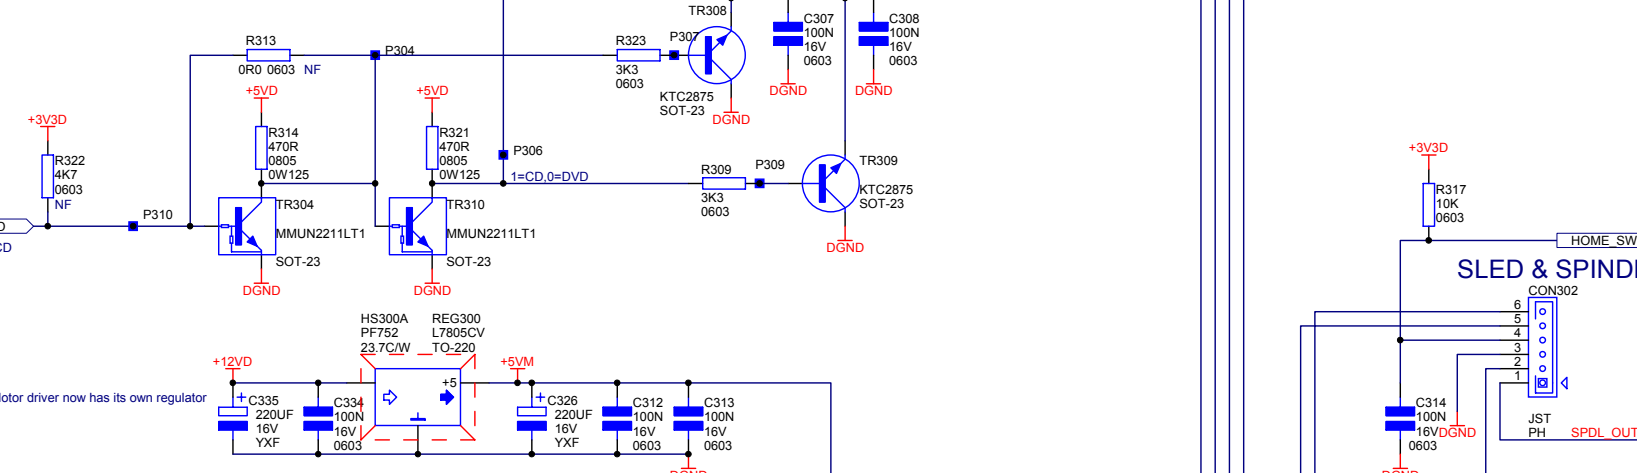 TR308
C307
100N
16V
0603
C308
100N
16V
0603
DGND
DGND
R313
0R0 0603 NF
P304
R323
3K3
0603
P307
KTC2875
SOT-23
DGND
+5VD
R314
470R
0805
0W125
+5VD
R321
470R
0805
0W125
P306
1=CD,0=DVD
R309
3K3
0603
P309
TR309
KTC2875
SOT-23
DGND
+3V3D
R322
4K7
0603
NF
P310
TR304
MMUN2211LT1
SOT-23
DGND
TR310
MMUN2211LT1
SOT-23
DGND
CD
+3V3D
R317
10K
0603
HOME_SW
SLED & SPINDL
CON302
6
5
4
3
2
1
JST
PH
SPDL_OUT
C314
100N
16V
0603
DGND
DGND
HS300A
PF752
23.7C/W
REG300
L7805CV
TO-220
+12VD
+5
+5VM
otor driver now has its own regulator
C335
220UF
16V
YXF
C334
100N
16V
0603
C326
220UF
16V
YXF
C312
100N
16V
0603
C313
100N
16V
0603
DGND